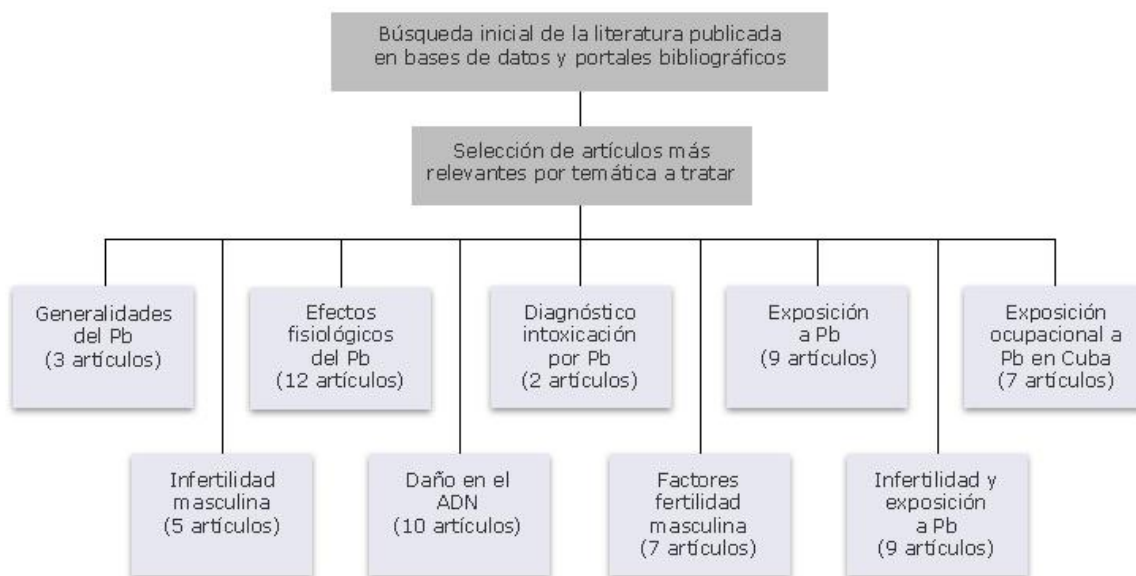 Búsqueda inicial de la literatura publicada
en bases de datos y portales bibliográficos
Selección de artículos más
relevantes por temática a tratar
Generalidades
del Pb
(3 artículos)
Efectos
fisiológicos
del Pb
(12 artículos)
Diagnóstico
intoxicación
por Pb
(2 artículos)
Exposición
a Pb
(9 artículos)
Exposición
ocupacional a
Pb en Cuba
(7 artículos)
Infertilidad
masculina
(5 artículos)
Daño en el
ADN
(10 artículos)
Factores
fertilidad
masculina
(7 artículos)
Infertilidad y
exposición
a Pb
(9 artículos)